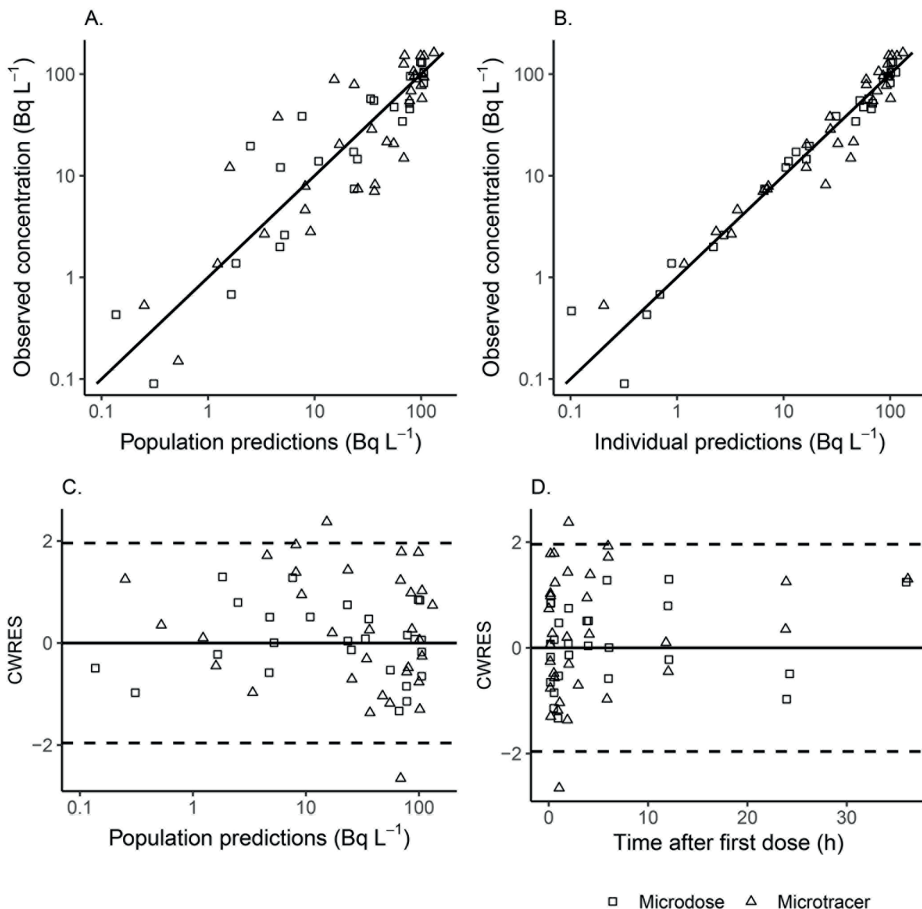 A.
Observed concentration (Bq L⁻¹)
100
10
1
0.1
0.1 1 10 100
Population predictions (Bq L⁻¹)
B.
Observed concentration (Bq L⁻¹)
100
10
1
0.1
0.1 1 10 100
Individual predictions (Bq L⁻¹)
C.
CWRES
2
0
−2
0.1 1 10 100
Population predictions (Bq L⁻¹)
D.
CWRES
2
0
−2
0 10 20 30
Time after first dose (h)
Microdose Microtracer